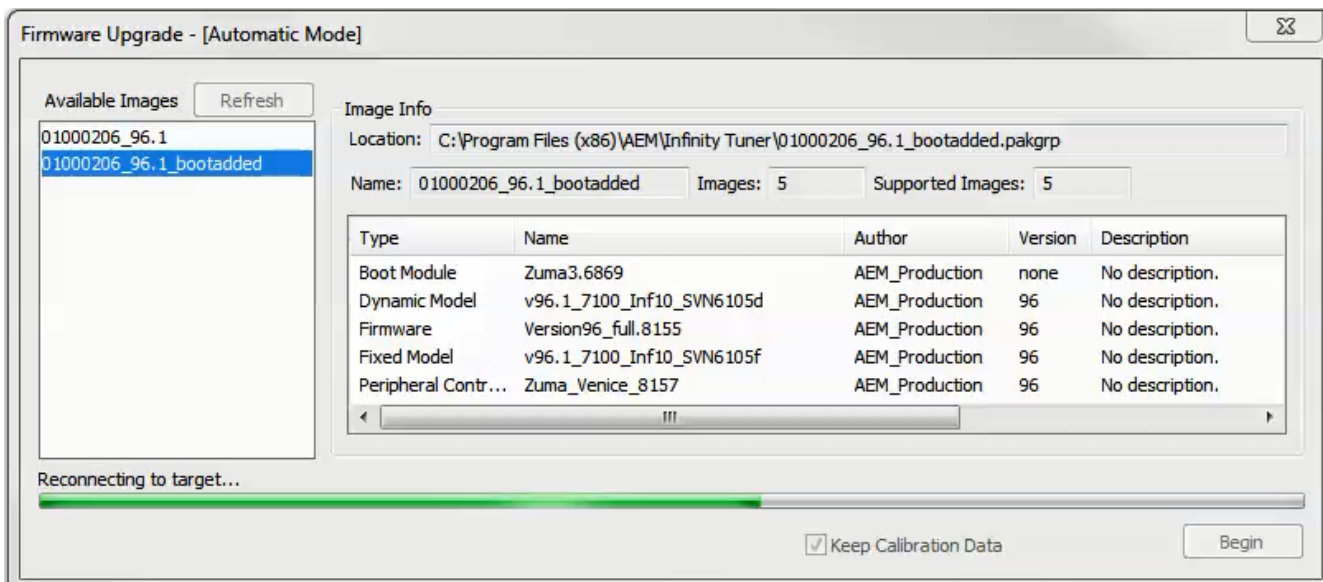 Firmware Upgrade - [Automatic Mode]
Available Images Refresh
01000206_96.1
01000206_96.1_bootadded
Image Info
Location: C:\Program Files (x86)\AEM\Infinity Tuner\01000206_96.1_bootadded.pakgrp
Name: 01000206_96.1_bootadded Images: 5 Supported Images: 5
Type Name Author Version Description
Boot Module Zuma3.6869 AEM_Production none No description.
Dynamic Model v96.1_7100_Inf10_SVN6105d AEM_Production 96 No description.
Firmware Version96_full.8155 AEM_Production 96 No description.
Fixed Model v96.1_7100_Inf10_SVN6105f AEM_Production 96 No description.
Peripheral Contr... Zuma_Venice_8157 AEM_Production 96 No description.
Reconnecting to target...
Keep Calibration Data Begin